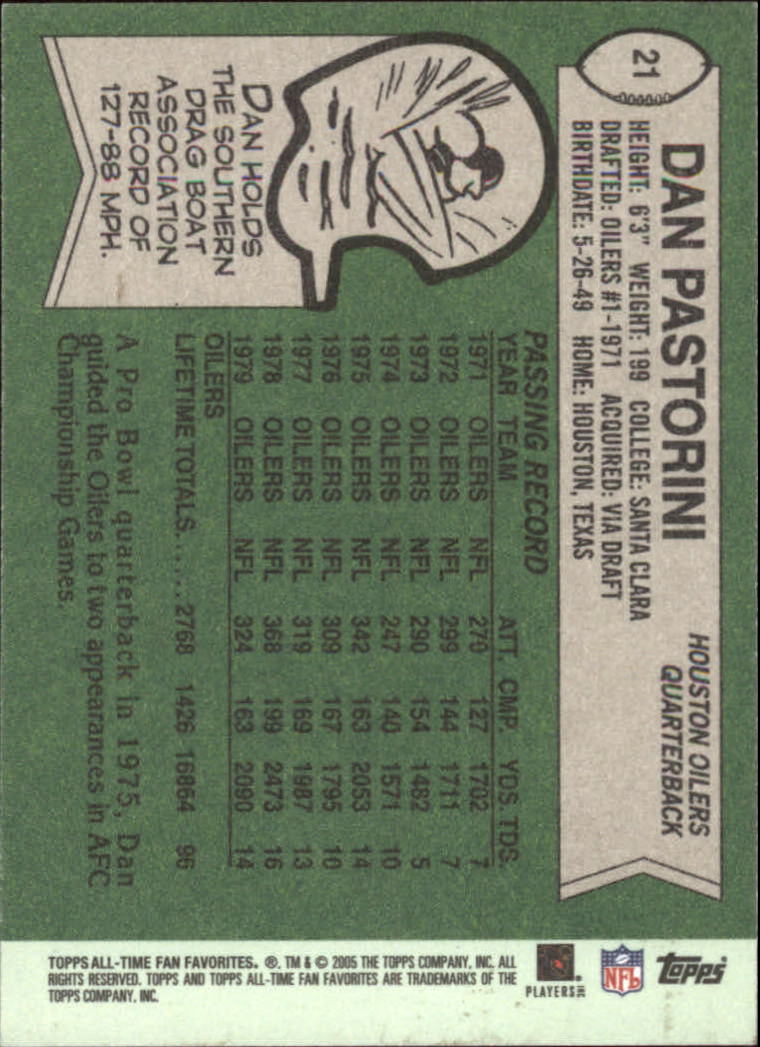 21
DAN PASTORINI
HOUSTON OILERS
QUARTERBACK
HEIGHT: 6'3" WEIGHT: 199 COLLEGE: SANTA CLARA
DRAFTED: OILERS #1-1971 ACQUIRED: VIA DRAFT
BIRTHDATE: 5-26-49 HOME: HOUSTON, TEXAS
DAN HOLDS
THE SOUTHERN
DRAG BOAT
ASSOCIATION
RECORD OF
127-88 MPH.
PASSING RECORD
YEAR TEAM ATT. CMP. YDS. TDS.
1971 OILERS NFL 270 127 1702 7
1972 OILERS NFL 299 144 1711 7
1973 OILERS NFL 290 154 1482 5
1974 OILERS NFL 247 140 1571 10
1975 OILERS NFL 342 163 2053 14
1976 OILERS NFL 309 167 1795 10
1977 OILERS NFL 319 169 1987 13
1978 OILERS NFL 368 199 2473 16
1979 OILERS NFL 324 163 2090 14
OILERS
LIFETIME TOTALS...... 2768 1426 16864 96
A Pro Bowl quarterback in 1975, Dan
guided the Oilers to two appearances in AFC
Championship Games.
TOPPS ALL-TIME FAN FAVORITES. ®, TM & © 2005 THE TOPPS COMPANY, INC. ALL
RIGHTS RESERVED. TOPPS AND TOPPS ALL-TIME FAN FAVORITES ARE TRADEMARKS OF THE
TOPPS COMPANY, INC.
PLAYERS INC
NFL
Topps